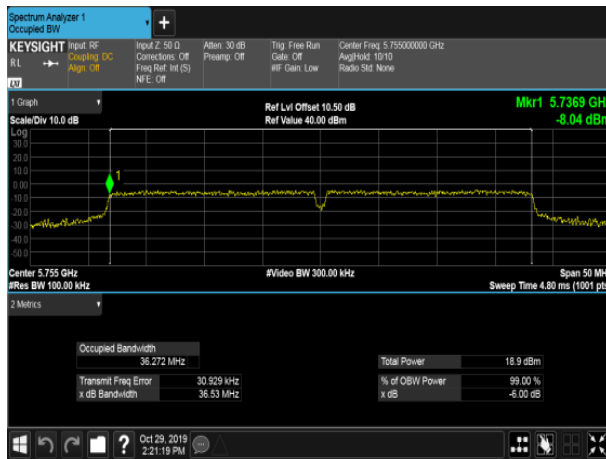 Spectrum Analyzer 1
Occupied BW
+
KEYSIGHT Input: RF Input Z: 50 Ω Atten: 30 dB Trig: Free Run Center Freq: 5.755000000 GHz
RL Coupling: DC Corrections: Off Preamp: Off Gate: Off Avg|Hold: 10/10
Align: Off Freq Ref: Int (S) #IF Gain: Low Radio Std: None
LXI NFE: Off
1 Graph Ref Lvl Offset 10.50 dB Mkr1 5.7369 GH
Scale/Div 10.0 dB Ref Value 40.00 dBm -8.04 dBm
Log
30.0
20.0
10.0
1
0.00
-10.0
-20.0
-30.0
-40.0
-50.0
Center 5.755 GHz #Video BW 300.00 kHz Span 50 MH
#Res BW 100.00 kHz Sweep Time 4.80 ms (1001 pts
2 Metrics
Occupied Bandwidth
36.272 MHz Total Power 18.9 dBm
Transmit Freq Error 30.929 kHz % of OBW Power 99.00 %
x dB Bandwidth 36.53 MHz x dB -6.00 dB
? Oct 29, 2019
2:21:19 PM